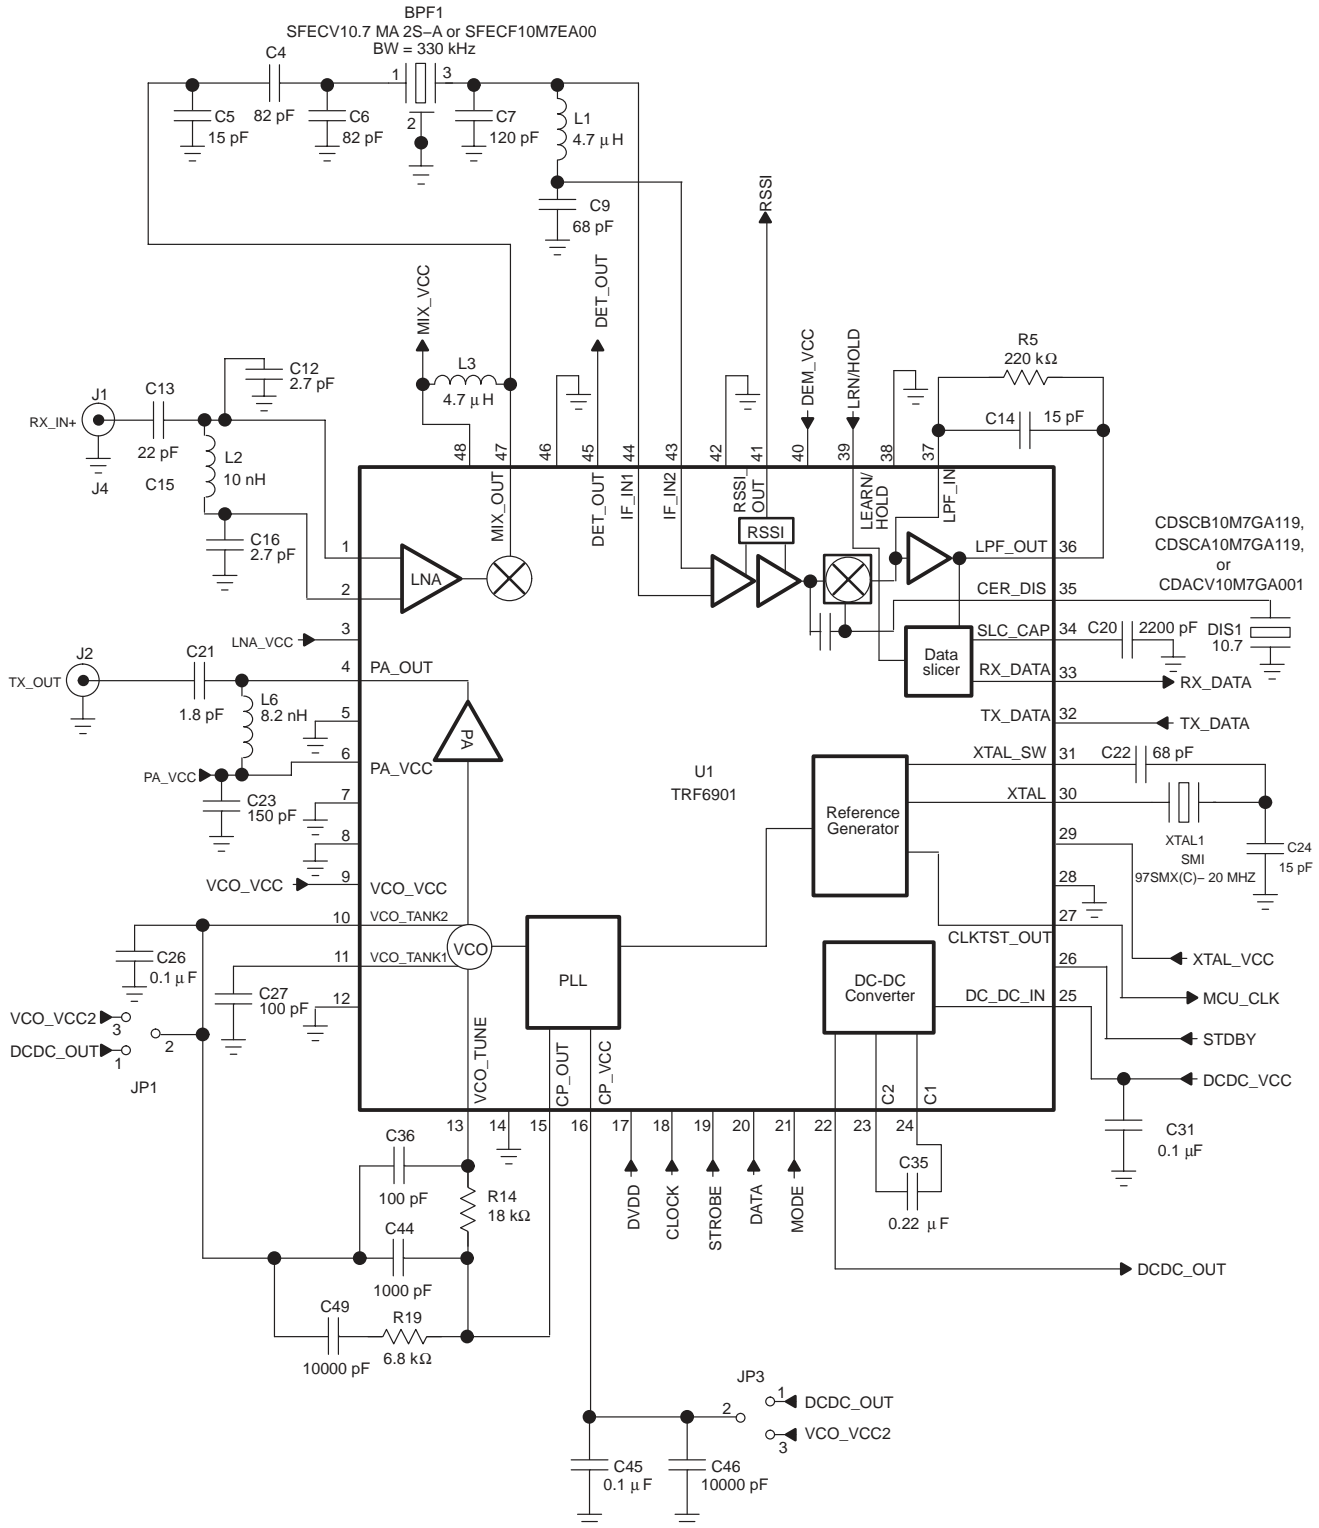 BPF1
SFECV10.7 MA 2S–A or SFECF10M7EA00
BW = 330 kHz
C4
82 pF
1
3
2
C5
15 pF
C6
82 pF
C7
120 pF
L1
4.7 μH
C9
68 pF
RSSI
MIX_VCC
DET_OUT
L3
4.7 μH
DEM_VCC
LRN/HOLD
R5
220 kΩ
C14
15 pF
C12
2.7 pF
C13
22 pF
J1
RX_IN+
J4
C15
L2
10 nH
C16
2.7 pF
48
47
46
45
44
43
42
41
40
39
38
37
MIX_OUT
DET_OUT
IF_IN1
IF_IN2
RSSI_
OUT
LEARN/
HOLD
LPF_IN
RSSI
1
2
LNA
LPF_OUT
36
CDSCB10M7GA119,
CDSCA10M7GA119,
or
CDACV10M7GA001
CER_DIS
35
LNA_VCC
3
SLC_CAP
34
C20
2200 pF
DIS1
10.7
Data
slicer
RX_DATA
33
RX_DATA
J2
TX_OUT
C21
1.8 pF
4
PA_OUT
L6
8.2 nH
5
TX_DATA
32
TX_DATA
PA
PA_VCC
6
PA_VCC
C23
150 pF
7
8
U1
TRF6901
XTAL_SW
31
C22
68 pF
XTAL
30
Reference
Generator
XTAL1
SMI
97SMX(C)– 20 MHZ
C24
15 pF
29
28
VCO_VCC
9
VCO_VCC
10
VCO_TANK2
27
CLKTST_OUT
C26
0.1 μF
11
VCO_TANK1
VCO
PLL
26
XTAL_VCC
DC-DC
Converter
C27
100 pF
12
DC_DC_IN
25
MCU_CLK
VCO_VCC2
3
2
DCDC_OUT
1
JP1
STDBY
DCDC_VCC
VCO_TUNE
CP_OUT
CP_VCC
C2
C1
13
14
15
16
17
18
19
20
21
22
23
24
C31
0.1 μF
C36
100 pF
R14
18 kΩ
DVDD
CLOCK
STROBE
DATA
MODE
C35
0.22 μF
C44
1000 pF
DCDC_OUT
C49
10000 pF
R19
6.8 kΩ
JP3
2
1
DCDC_OUT
3
VCO_VCC2
C45
0.1 μF
C46
10000 pF